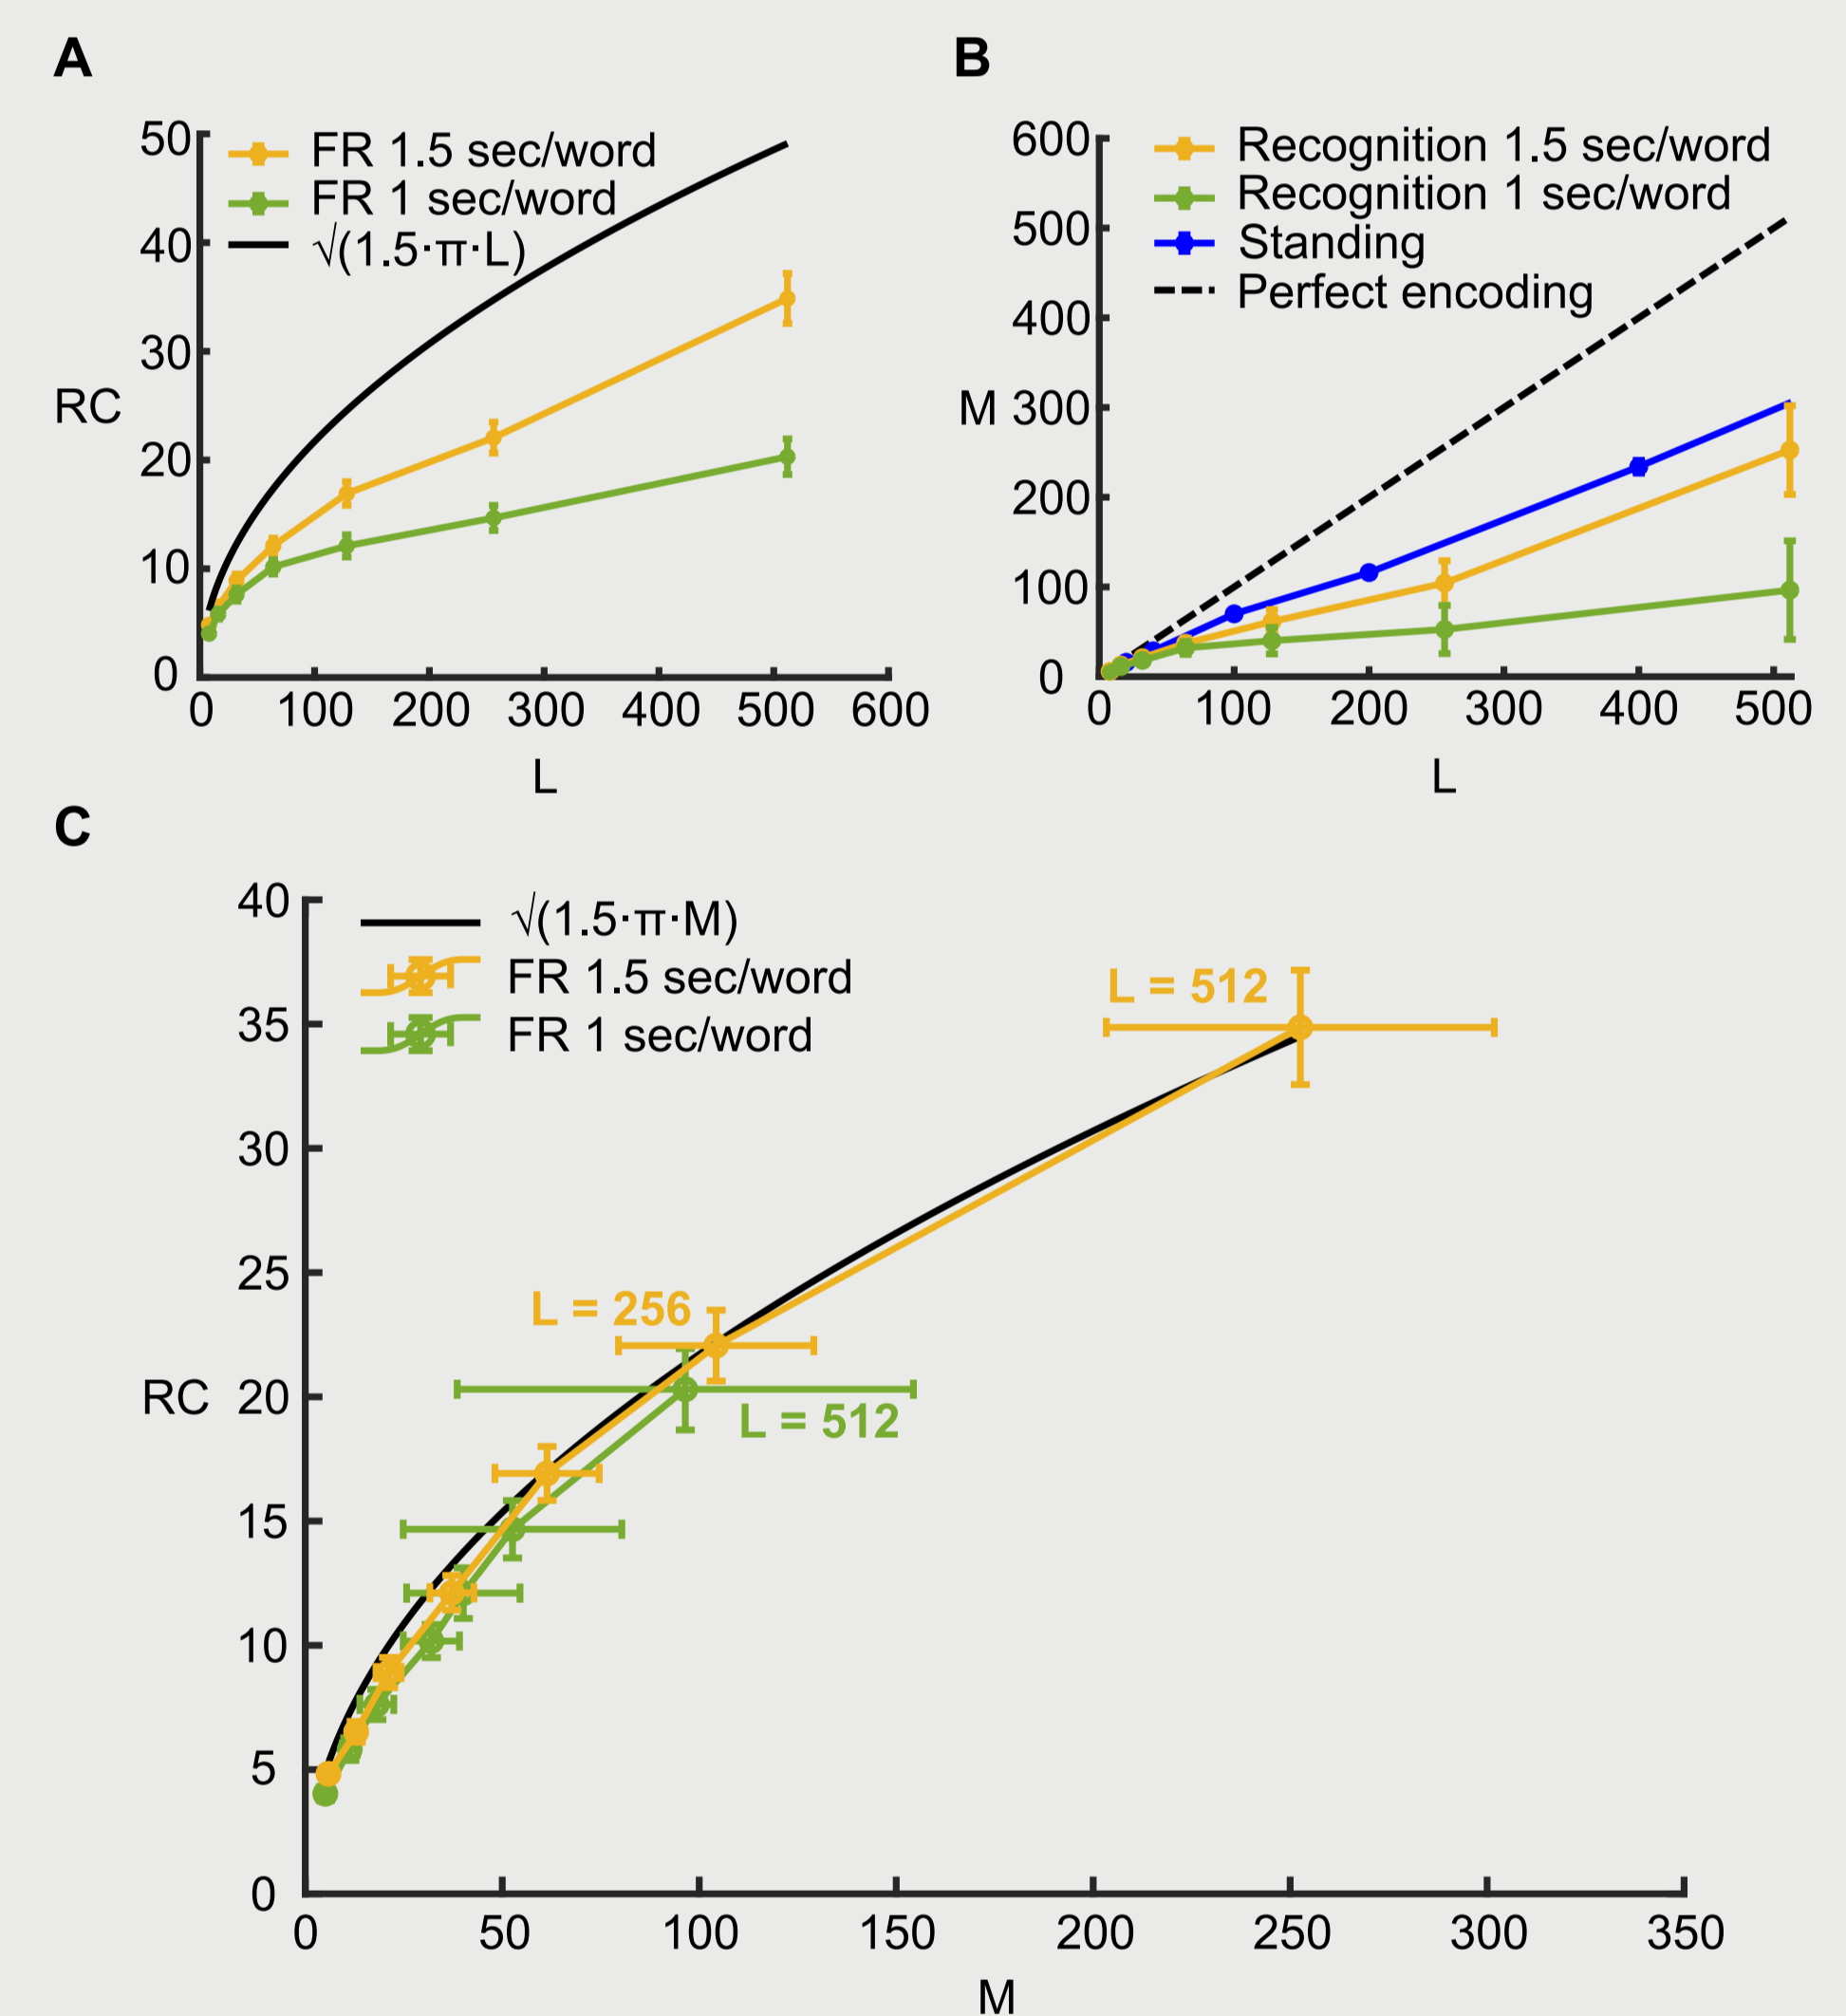 A
50
40
30
20
10
0
RC
FR 1.5 sec/word
FR 1 sec/word
√(1.5·π·L)
0 100 200 300 400 500 600
L
B
600
500
400
M 300
200
100
0
Recognition 1.5 sec/word
Recognition 1 sec/word
Standing
Perfect encoding
0 100 200 300 400 500
L
C
40
35
30
25
RC 20
15
10
5
0
√(1.5·π·M)
FR 1.5 sec/word
FR 1 sec/word
L = 512
L = 256
L = 512
0 50 100 150 200 250 300 350
M